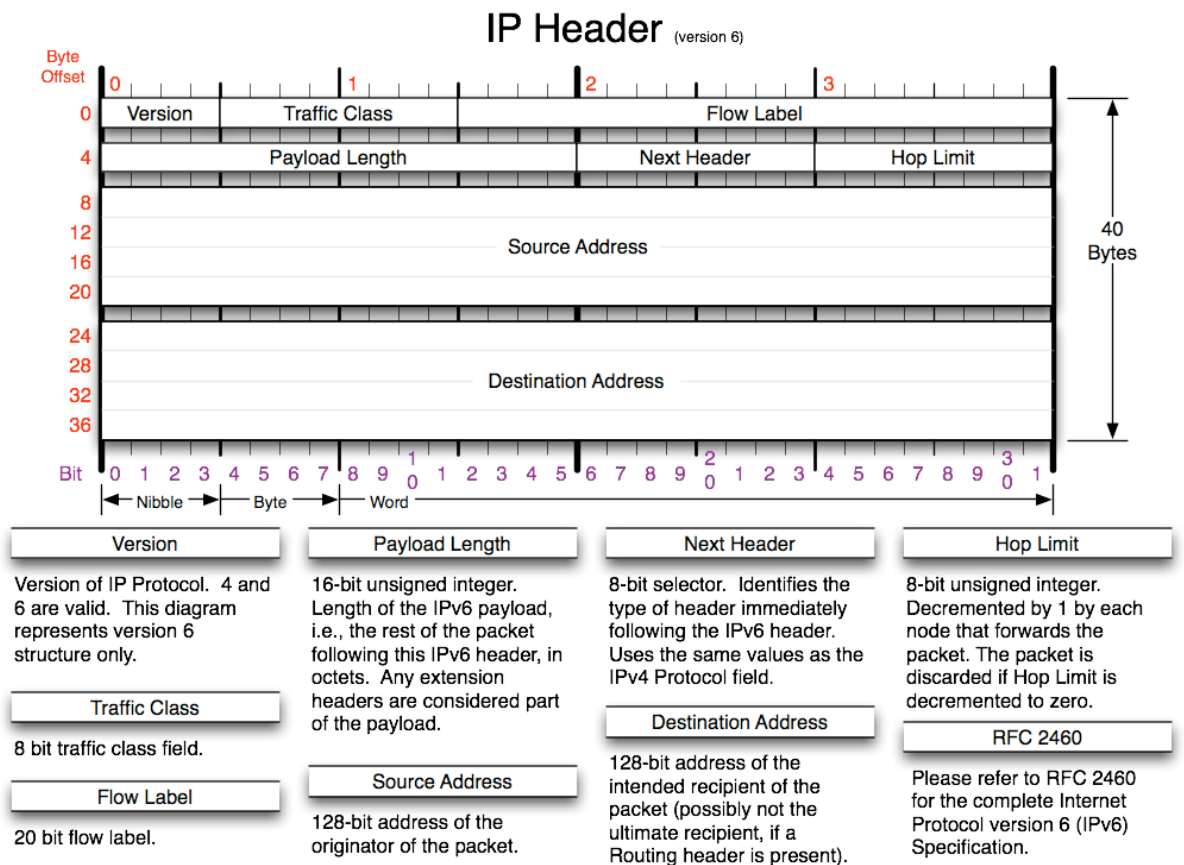 IP Header (version 6)
Byte
Offset
0 1 2 3
0 Version Traffic Class Flow Label
4 Payload Length Next Header Hop Limit
8
12
Source Address
16
20
24
28
Destination Address
32
36
40
Bytes
Bit 0 1 2 3 4 5 6 7 8 9 10 1 2 3 4 5 6 7 8 9 20 1 2 3 4 5 6 7 8 9 30 1
Nibble Byte Word
Version
Version of IP Protocol. 4 and
6 are valid. This diagram
represents version 6
structure only.
Traffic Class
8 bit traffic class field.
Flow Label
20 bit flow label.
Payload Length
16-bit unsigned integer.
Length of the IPv6 payload,
i.e., the rest of the packet
following this IPv6 header, in
octets. Any extension
headers are considered part
of the payload.
Source Address
128-bit address of the
originator of the packet.
Next Header
8-bit selector. Identifies the
type of header immediately
following the IPv6 header.
Uses the same values as the
IPv4 Protocol field.
Destination Address
128-bit address of the
intended recipient of the
packet (possibly not the
ultimate recipient, if a
Routing header is present).
Hop Limit
8-bit unsigned integer.
Decremented by 1 by each
node that forwards the
packet. The packet is
discarded if Hop Limit is
decremented to zero.
RFC 2460
Please refer to RFC 2460
for the complete Internet
Protocol version 6 (IPv6)
Specification.